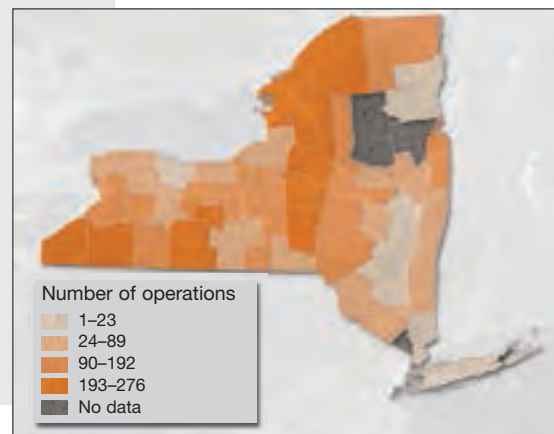 Number of operations
1–23
24–89
90–192
193–276
No data